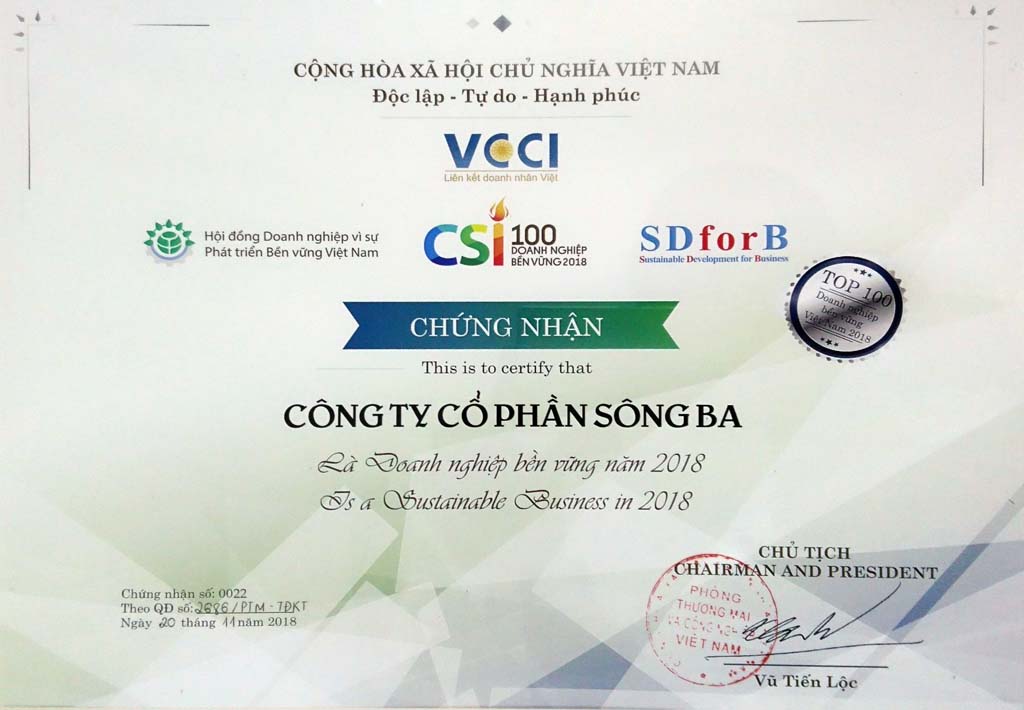 CỘNG HÒA XÃ HỘI CHỦ NGHĨA VIỆT NAM
Độc lập - Tự do - Hạnh phúc
VCCI
Liên kết doanh nhân Việt
Hội đồng Doanh nghiệp vì sự
Phát triển Bền vững Việt Nam
CSi 100
DOANH NGHIỆP
BỀN VỮNG 2018
SDforB
Sustainable Development for Business
TOP 100
Doanh nghiệp
bền vững
Việt Nam 2018
CHỨNG NHẬN
This is to certify that
CÔNG TY CỔ PHẦN SÔNG BA
Là Doanh nghiệp bền vững năm 2018
Is a Sustainable Business in 2018
CHỦ TỊCH
CHAIRMAN AND PRESIDENT
Chứng nhận số: 0022
Theo QĐ số: 2686/PTM-TĐKT
Ngày 20 tháng 11 năm 2018
PHÒNG
THƯƠNG MẠI
VÀ CÔNG NGHIỆP
VIỆT NAM
Vũ Tiến Lộc